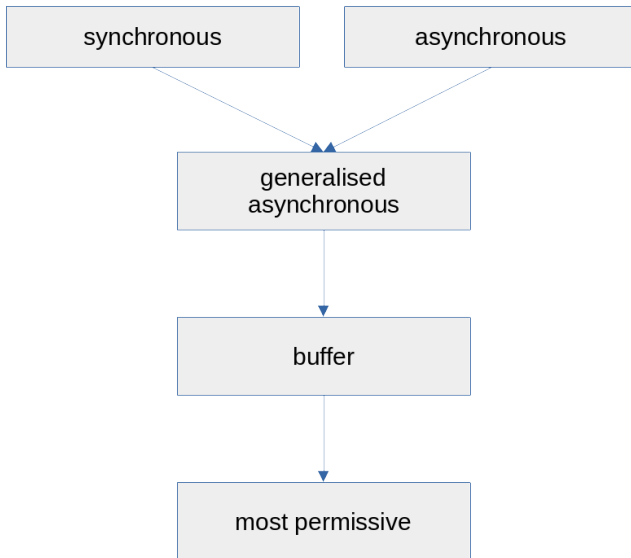 synchronous
asynchronous
generalised
asynchronous
buffer
most permissive